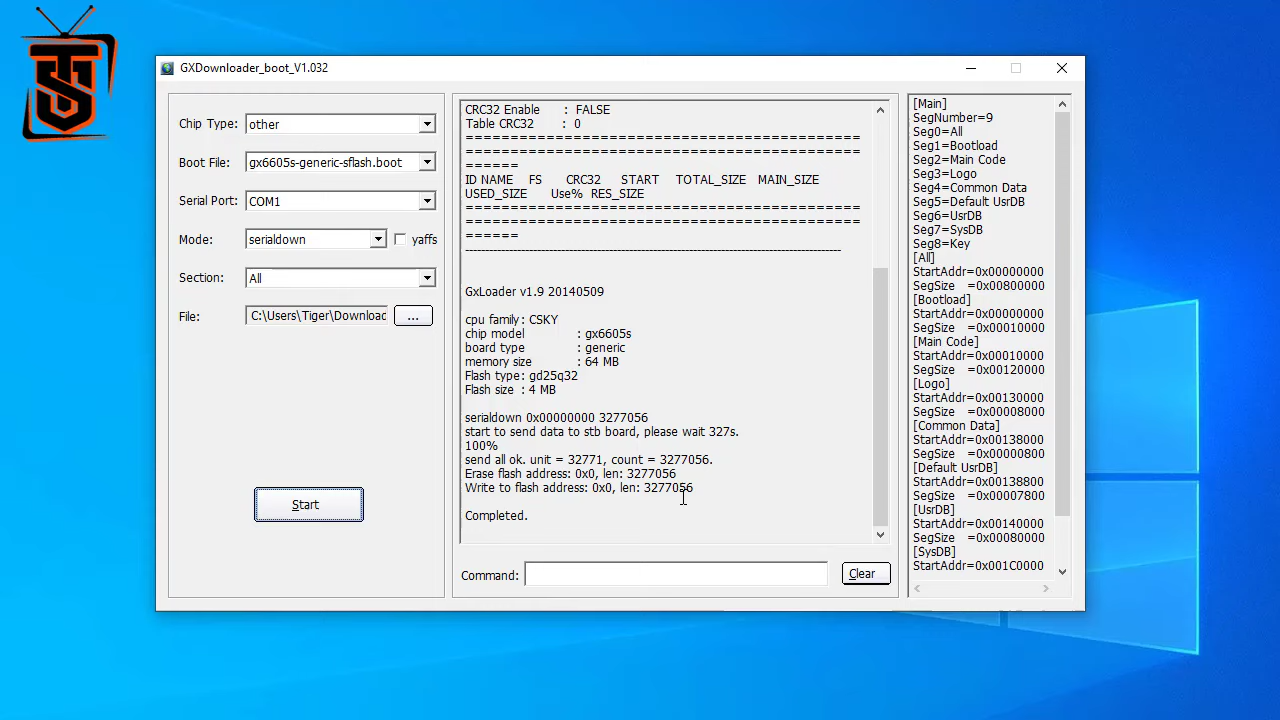 GXDownloader_boot_V1.032
Chip Type: other
Boot File: gx6605s-generic-sflash.boot
Serial Port: COM1
Mode: serialdown yaffs
Section: All
File: C:\Users\Tiger\Download ...
Start
CRC32 Enable : FALSE
Table CRC32 : 0
===============================================
===============================================
======
ID NAME FS CRC32 START TOTAL_SIZE MAIN_SIZE
USED_SIZE Use% RES_SIZE
===============================================
===============================================
======
--------------------------------------------------------------------------------------------
GxLoader v1.9 20140509
cpu family: CSKY
chip model : gx6605s
board type : generic
memory size : 64 MB
Flash type: gd25q32
Flash size : 4 MB
serialdown 0x00000000 3277056
start to send data to stb board, please wait 327s.
100%
send all ok. unit = 32771, count = 3277056.
Erase flash address: 0x0, len: 3277056
Write to flash address: 0x0, len: 3277056
Completed.
Command: Clear
[Main]
SegNumber=9
Seg0=All
Seg1=Bootload
Seg2=Main Code
Seg3=Logo
Seg4=Common Data
Seg5=Default UsrDB
Seg6=UsrDB
Seg7=SysDB
Seg8=Key
[All]
StartAddr=0x00000000
SegSize =0x00800000
[Bootload]
StartAddr=0x00000000
SegSize =0x00010000
[Main Code]
StartAddr=0x00010000
SegSize =0x00120000
[Logo]
StartAddr=0x00130000
SegSize =0x00008000
[Common Data]
StartAddr=0x00138000
SegSize =0x00000800
[Default UsrDB]
StartAddr=0x00138800
SegSize =0x00007800
[UsrDB]
StartAddr=0x00140000
SegSize =0x00080000
[SysDB]
StartAddr=0x001C0000